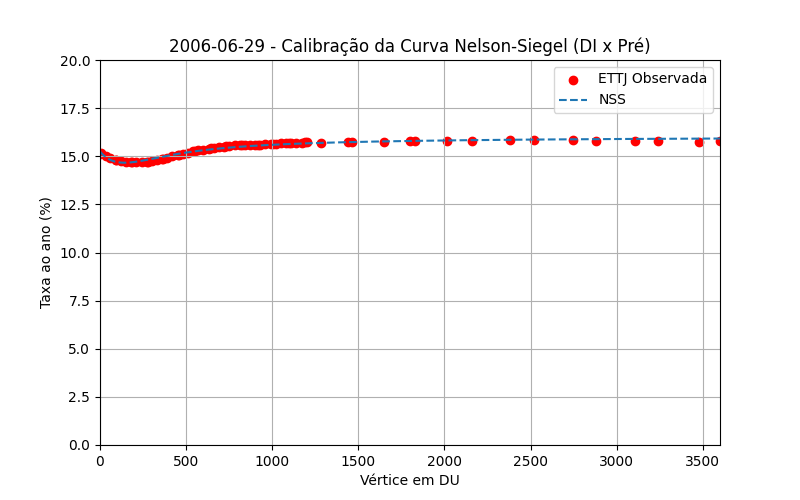 2006-06-29 - Calibração da Curva Nelson-Siegel (DI x Pré)
ETTJ Observada
NSS
20.0
17.5
15.0
12.5
10.0
7.5
5.0
2.5
0.0
Taxa ao ano (%)
0 500 1000 1500 2000 2500 3000 3500
Vértice em DU